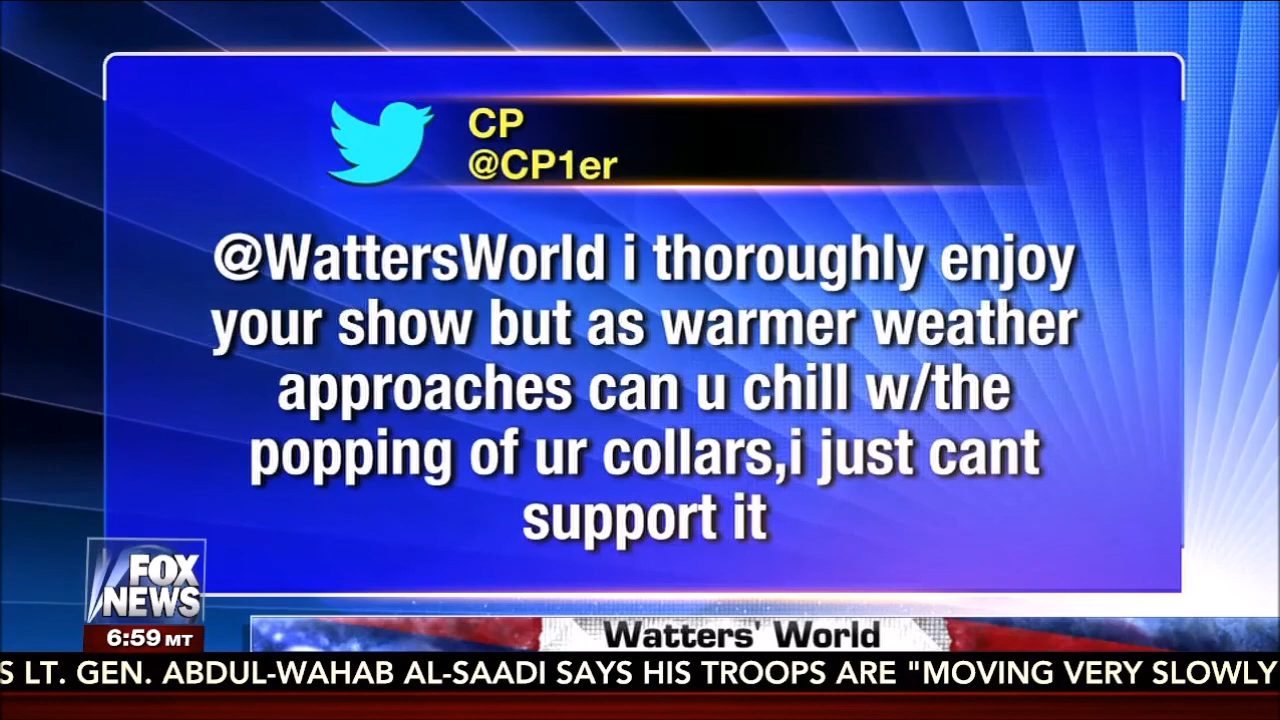 CP
@CP1er
@WattersWorld i thoroughly enjoy
your show but as warmer weather
approaches can u chill w/the
popping of ur collars,i just cant
support it
FOX
NEWS
6:59 MT
Watters' World
S LT. GEN. ABDUL-WAHAB AL-SAADI SAYS HIS TROOPS ARE "MOVING VERY SLOWLY